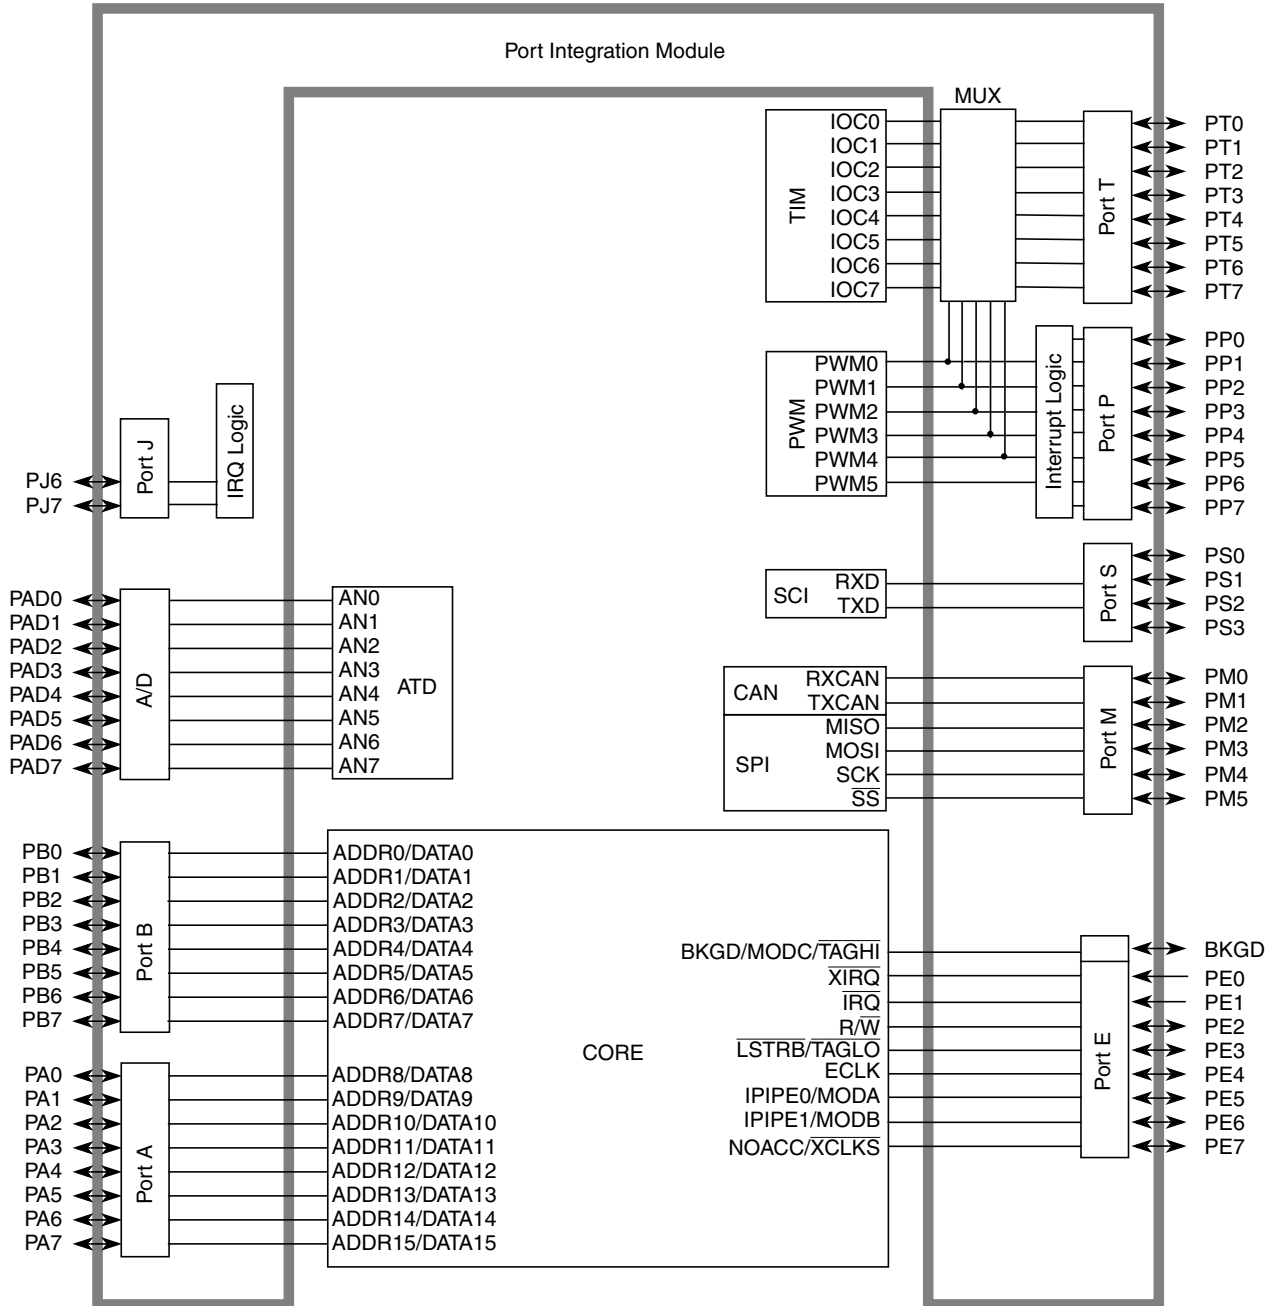 Port Integration Module
MUX
TIM
IOC0
IOC1
IOC2
IOC3
IOC4
IOC5
IOC6
IOC7
Port T
PT0
PT1
PT2
PT3
PT4
PT5
PT6
PT7
PWM
PWM0
PWM1
PWM2
PWM3
PWM4
PWM5
Interrupt Logic
Port P
PP0
PP1
PP2
PP3
PP4
PP5
PP6
PP7
PJ6
PJ7
Port J
IRQ Logic
SCI
RXD
TXD
Port S
PS0
PS1
PS2
PS3
PAD0
PAD1
PAD2
PAD3
PAD4
PAD5
PAD6
PAD7
A/D
AN0
AN1
AN2
AN3
AN4
AN5
AN6
AN7
ATD
CAN
RXCAN
TXCAN
SPI
MISO
MOSI
SCK
S̅S̅
Port M
PM0
PM1
PM2
PM3
PM4
PM5
PB0
PB1
PB2
PB3
PB4
PB5
PB6
PB7
Port B
ADDR0/DATA0
ADDR1/DATA1
ADDR2/DATA2
ADDR3/DATA3
ADDR4/DATA4
ADDR5/DATA5
ADDR6/DATA6
ADDR7/DATA7
PA0
PA1
PA2
PA3
PA4
PA5
PA6
PA7
Port A
ADDR8/DATA8
ADDR9/DATA9
ADDR10/DATA10
ADDR11/DATA11
ADDR12/DATA12
ADDR13/DATA13
ADDR14/DATA14
ADDR15/DATA15
CORE
BKGD/MODC/T̅A̅G̅H̅I̅
X̅I̅R̅Q̅
I̅R̅Q̅
R/W̅
L̅S̅T̅R̅B̅/T̅A̅G̅L̅O̅
ECLK
IPIPE0/MODA
IPIPE1/MODB
NOACC/X̅C̅L̅K̅S̅
Port E
BKGD
PE0
PE1
PE2
PE3
PE4
PE5
PE6
PE7